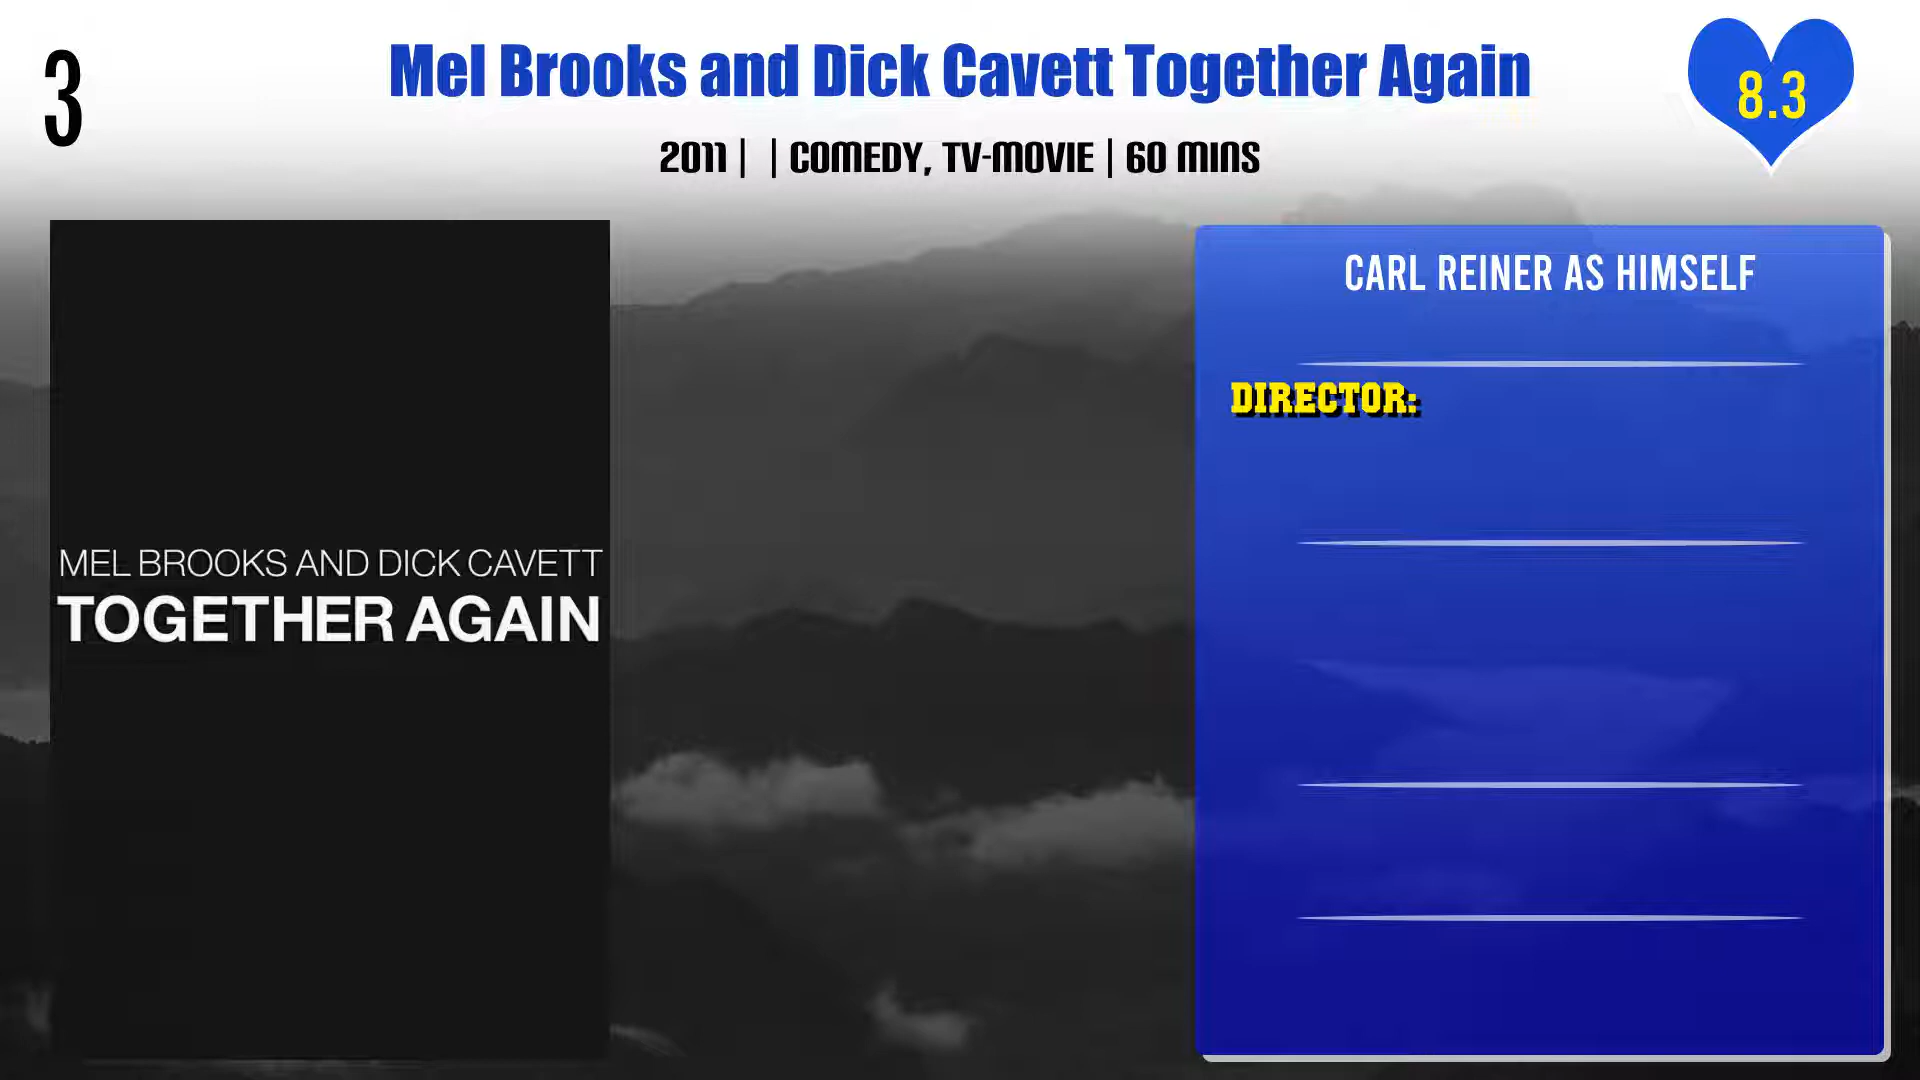 3
Mel Brooks and Dick Cavett Together Again
8.3
2011 | | COMEDY, TV-MOVIE | 60 MINS
MEL BROOKS AND DICK CAVETT
TOGETHER AGAIN
CARL REINER AS HIMSELF
DIRECTOR: